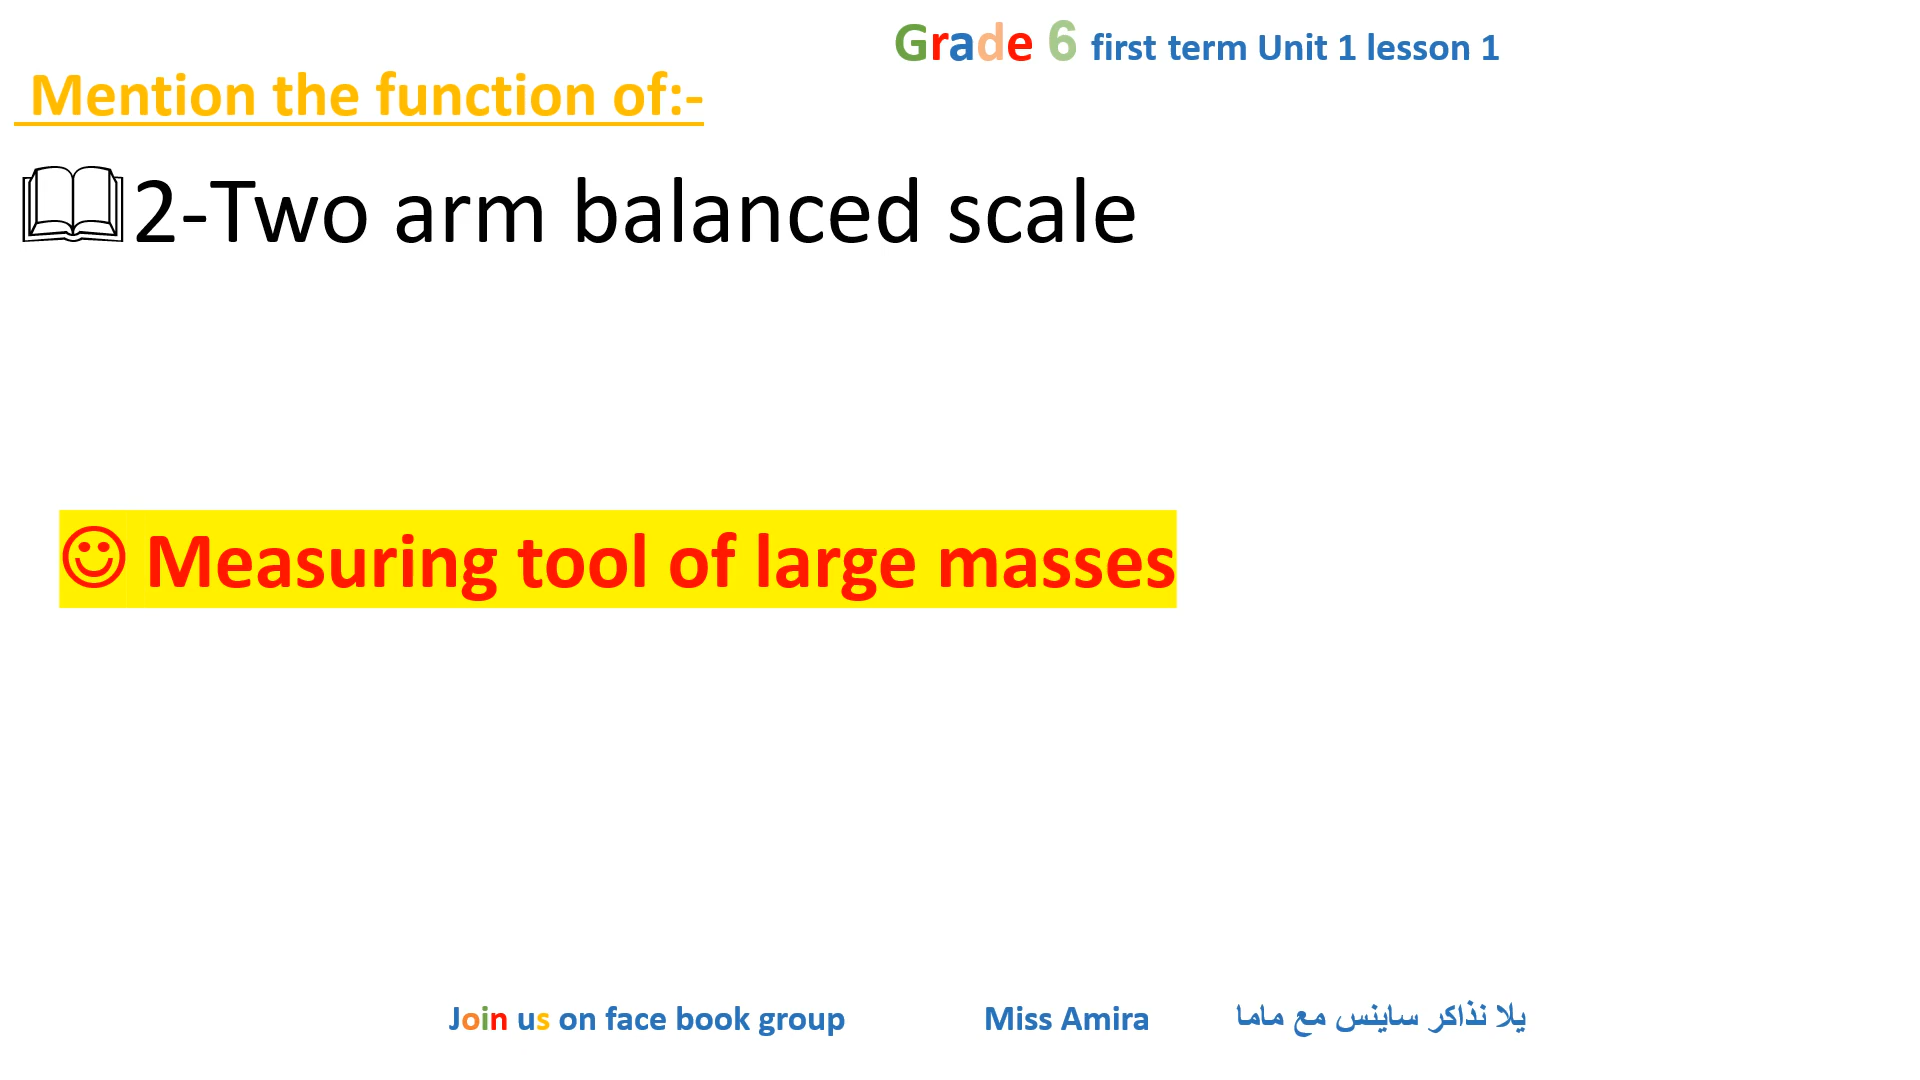 Grade 6 first term Unit 1 lesson 1
Mention the function of:-
2-Two arm balanced scale
Measuring tool of large masses
Join us on face book group Miss Amira يلا نذاكر ساينس مع ماما